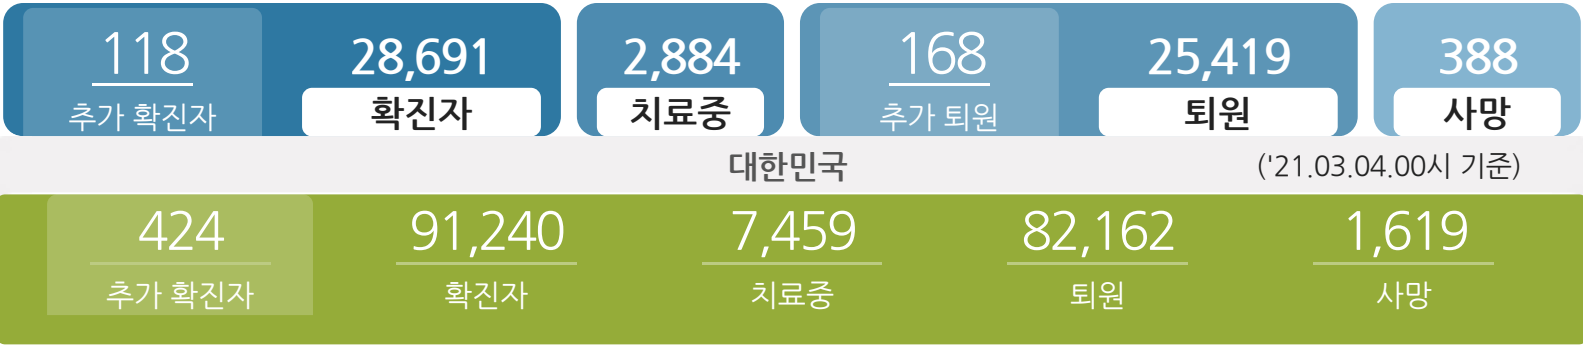 118 28,691 2,884 168 25,419 388
추가 확진자 확진자 치료중 추가 퇴원 퇴원 사망
대한민국 ('21.03.04.00시 기준)
424 91,240 7,459 82,162 1,619
추가 확진자 확진자 치료중 퇴원 사망